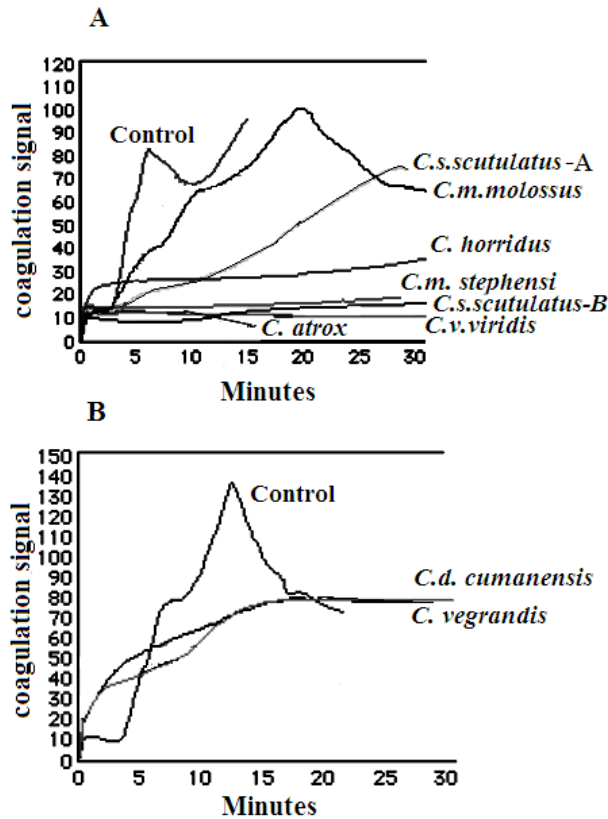 A
120
110
100
90
80
70
60
50
40
30
20
10
0
coagulation signal
Control
C.s.scutulatus-A
C.m.molossus
C. horridus
C.m. stephensi
C.s.scutulatus-B
C. atrox
C.v.viridis
0 5 10 15 20 25 30
Minutes
B
150
140
130
120
110
100
90
80
70
60
50
40
30
20
10
0
coagulation signal
Control
C.d. cumanensis
C. vegrandis
0 5 10 15 20 25 30
Minutes